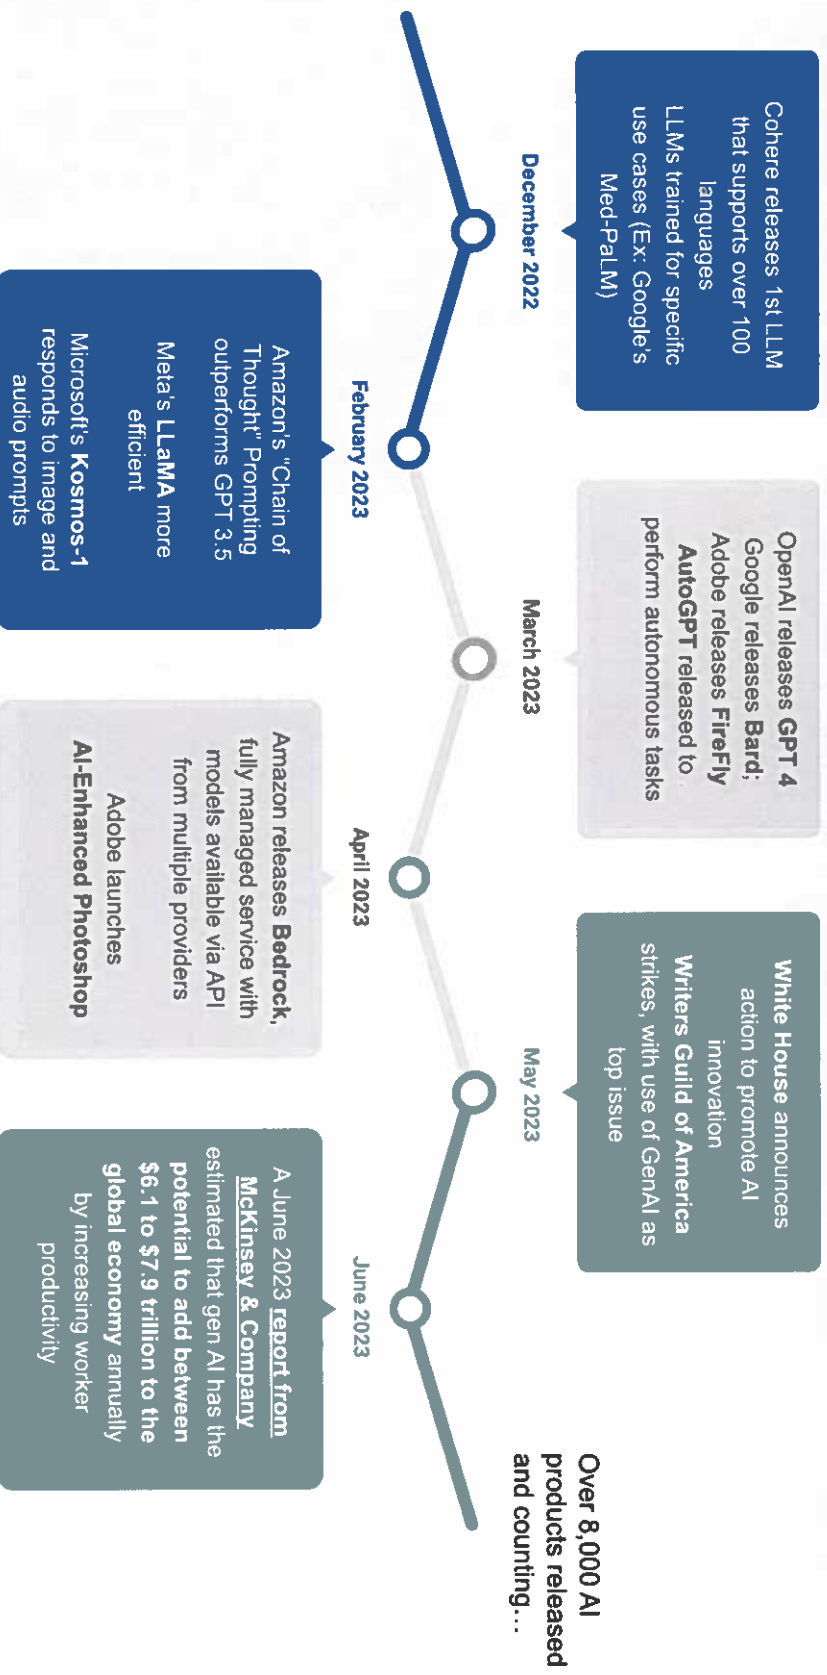 Cohere releases 1st LLM
that supports over 100
languages
LLMs trained for specific
use cases (Ex: Google's
Med-PaLM)
December 2022
Amazon's "Chain of
Thought" Prompting
outperforms GPT 3.5
Meta's LLaMA more
efficient
Microsoft's Kosmos-1
responds to image and
audio prompts
February 2023
OpenAI releases GPT 4
Google releases Bard;
Adobe releases FireFly
AutoGPT released to
perform autonomous tasks
March 2023
Amazon releases Bedrock,
fully managed service with
models available via API
from multiple providers
Adobe launches
AI-Enhanced Photoshop
April 2023
White House announces
action to promote AI
innovation
Writers Guild of America
strikes, with use of GenAI as
top issue
May 2023
A June 2023 report from
McKinsey & Company
estimated that gen AI has the
potential to add between
$6.1 to $7.9 trillion to the
global economy annually
by increasing worker
productivity
June 2023
Over 8,000 AI
products released
and counting...